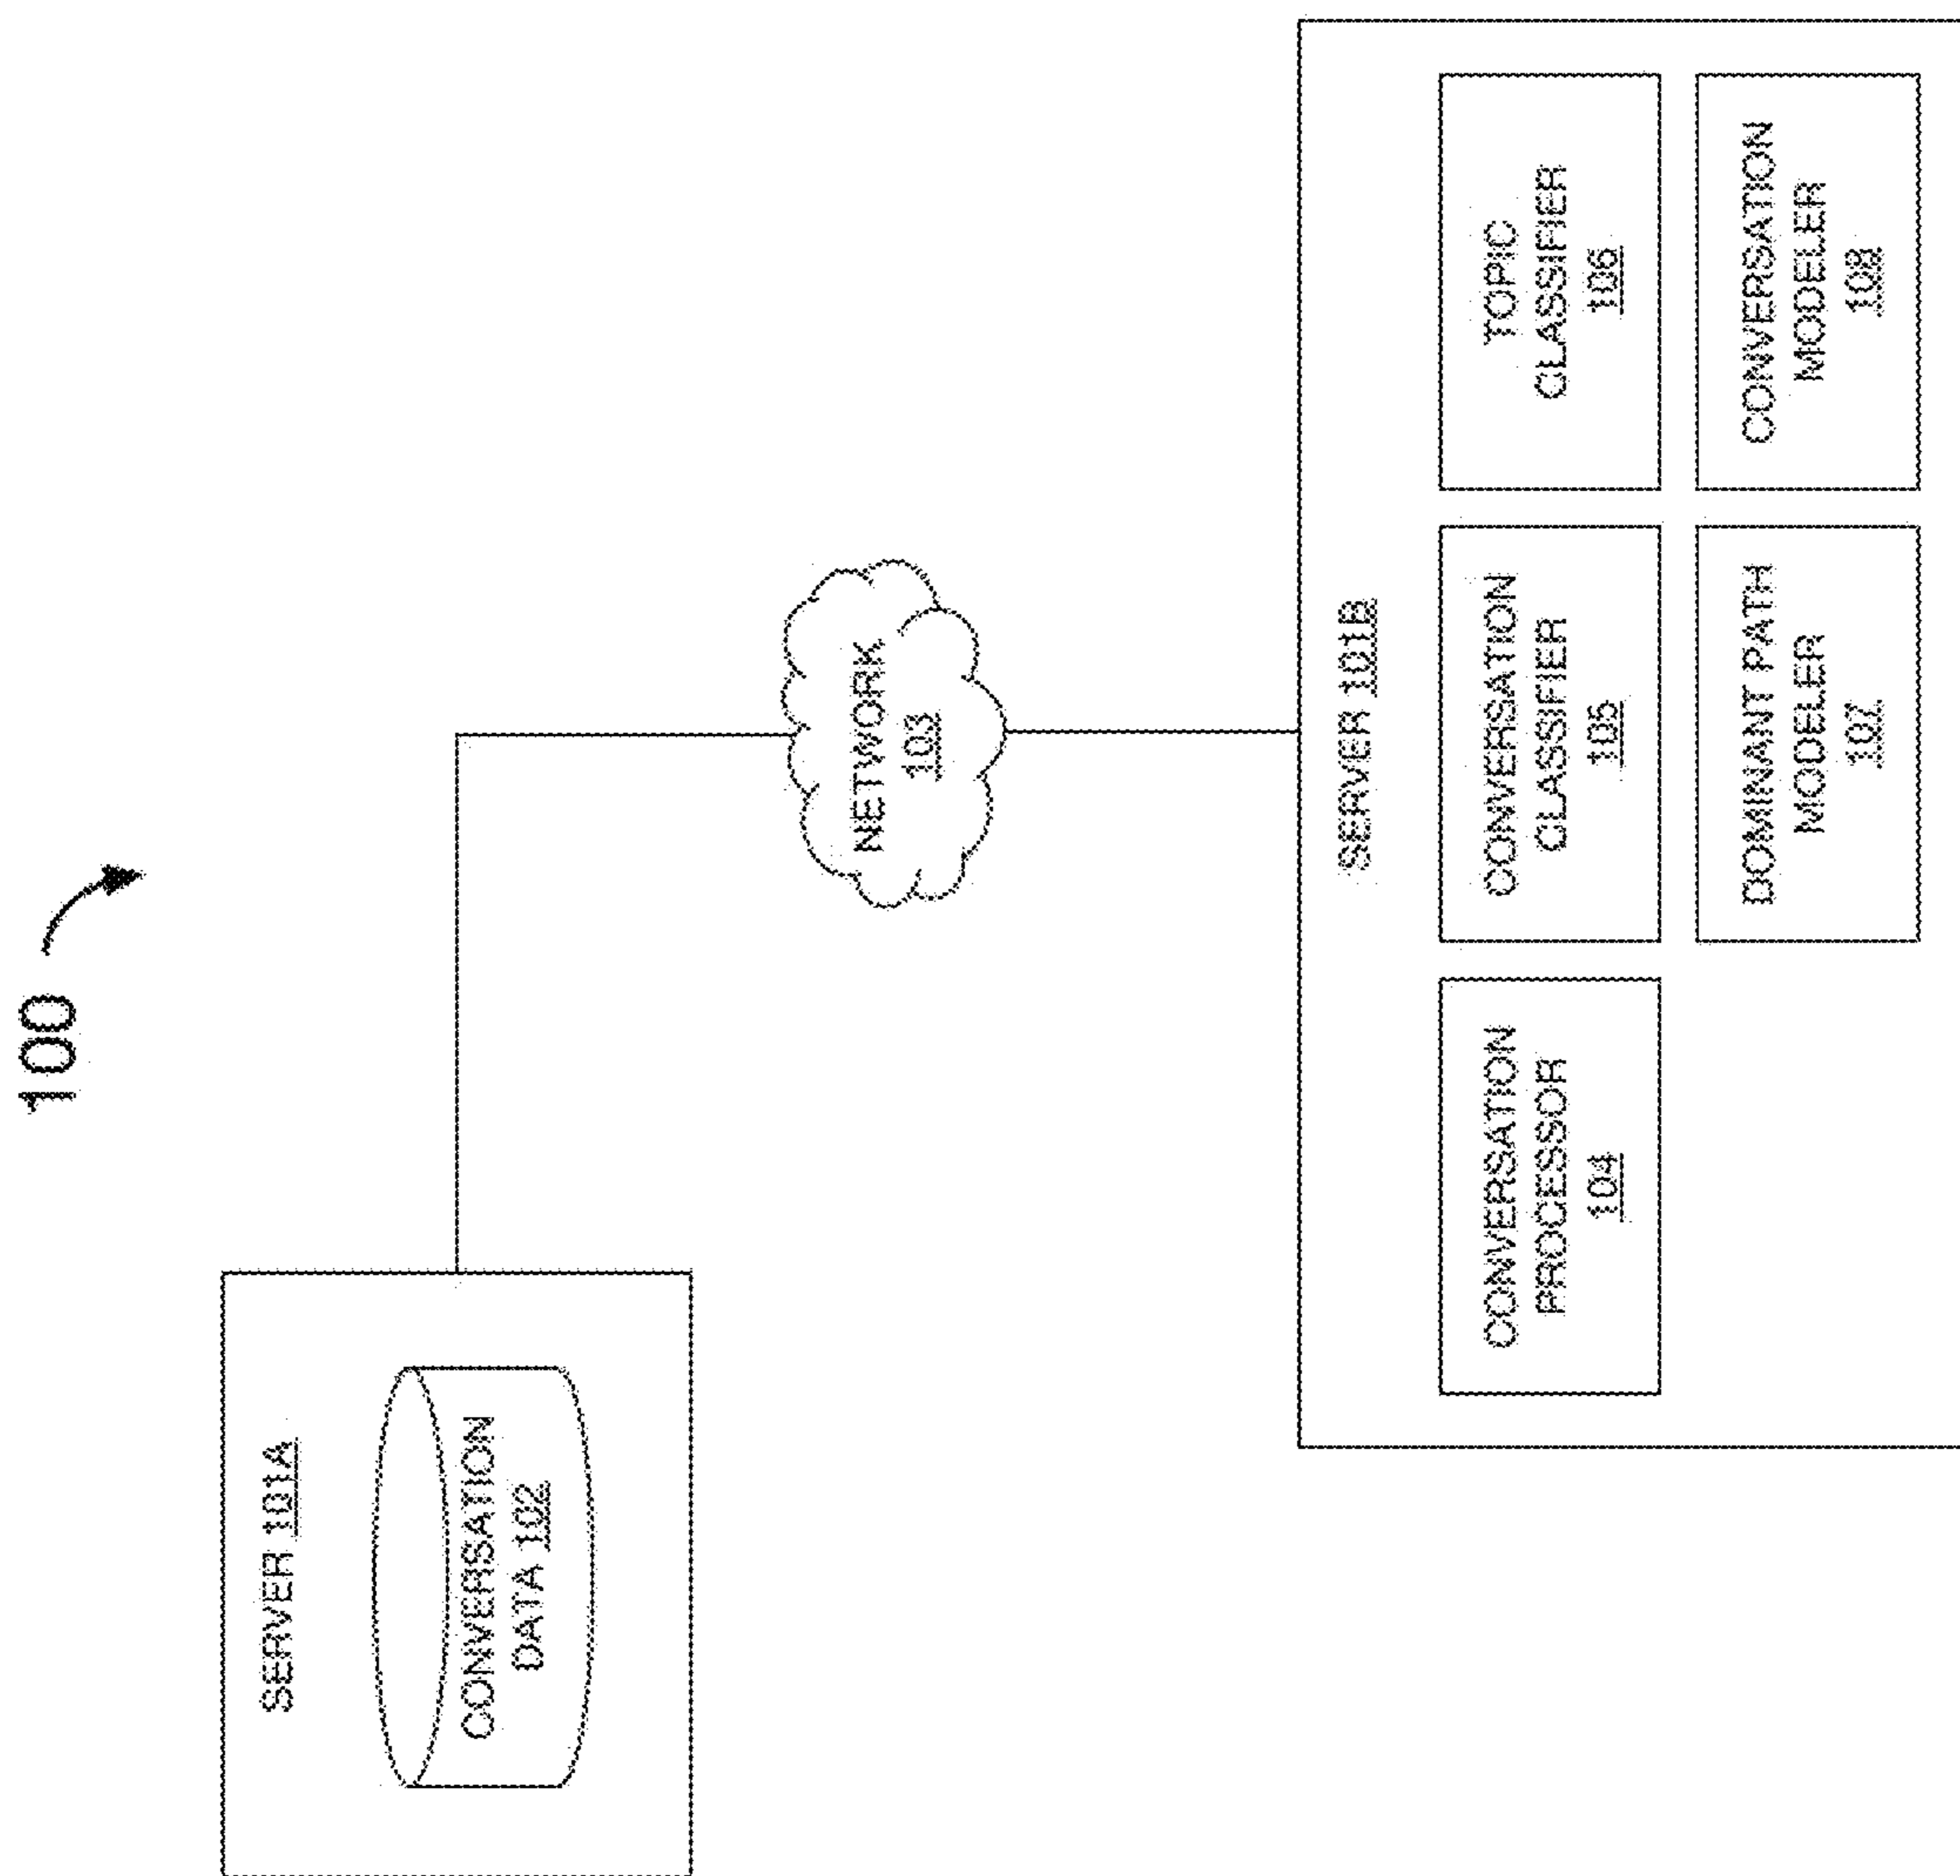 100
SERVER 101A
CONVERSATION
DATA 102
NETWORK
103
SERVER 101B
CONVERSATION
PROCESSOR
104
CONVERSATION
CLASSIFIER
105
TOPIC
CLASSIFIER
106
DOMINANT PATH
MODELER
107
CONVERSATION
MODELER
108